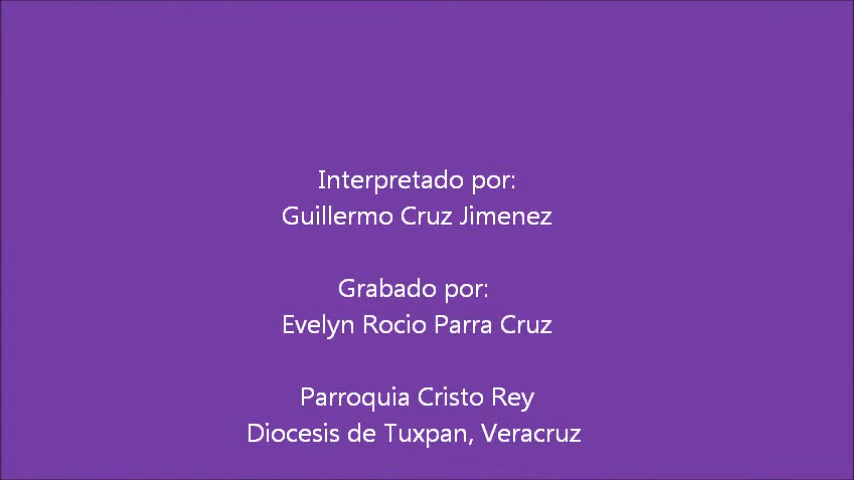 Interpretado por:
Guillermo Cruz Jimenez
Grabado por:
Evelyn Rocio Parra Cruz
Parroquia Cristo Rey
Diocesis de Tuxpan, Veracruz